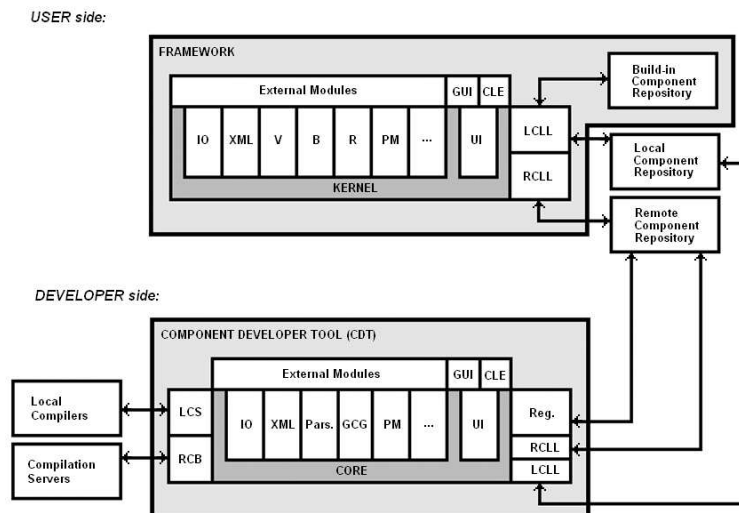 USER side:
FRAMEWORK
External Modules
GUI
CLE
Build-in
Component
Repository
IO
XML
V
B
R
PM
...
UI
LCLL
RCLL
KERNEL
Local
Component
Repository
Remote
Component
Repository
DEVELOPER side:
COMPONENT DEVELOPER TOOL (CDT)
External Modules
GUI
CLE
Local
Compilers
LCS
IO
XML
Pars.
GCG
PM
...
UI
Reg.
Compilation
Servers
RCB
RCLL
LCLL
CORE